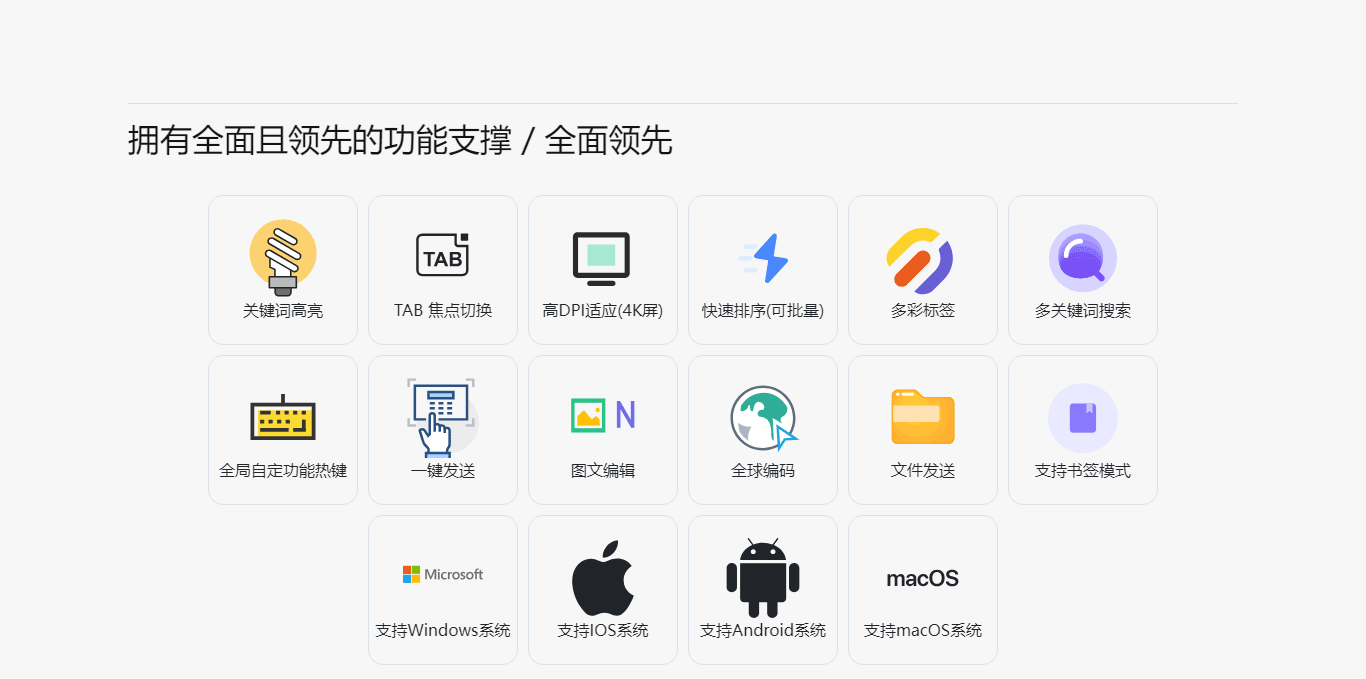 拥有全面且领先的功能支撑 / 全面领先
关键词高亮
TAB
TAB 焦点切换
高DPI适应(4K屏)
快速排序(可批量)
多彩标签
多关键词搜索
全局自定功能热键
一键发送
N
图文编辑
全球编码
文件发送
支持书签模式
Microsoft
支持Windows系统
支持IOS系统
支持Android系统
macOS
支持macOS系统